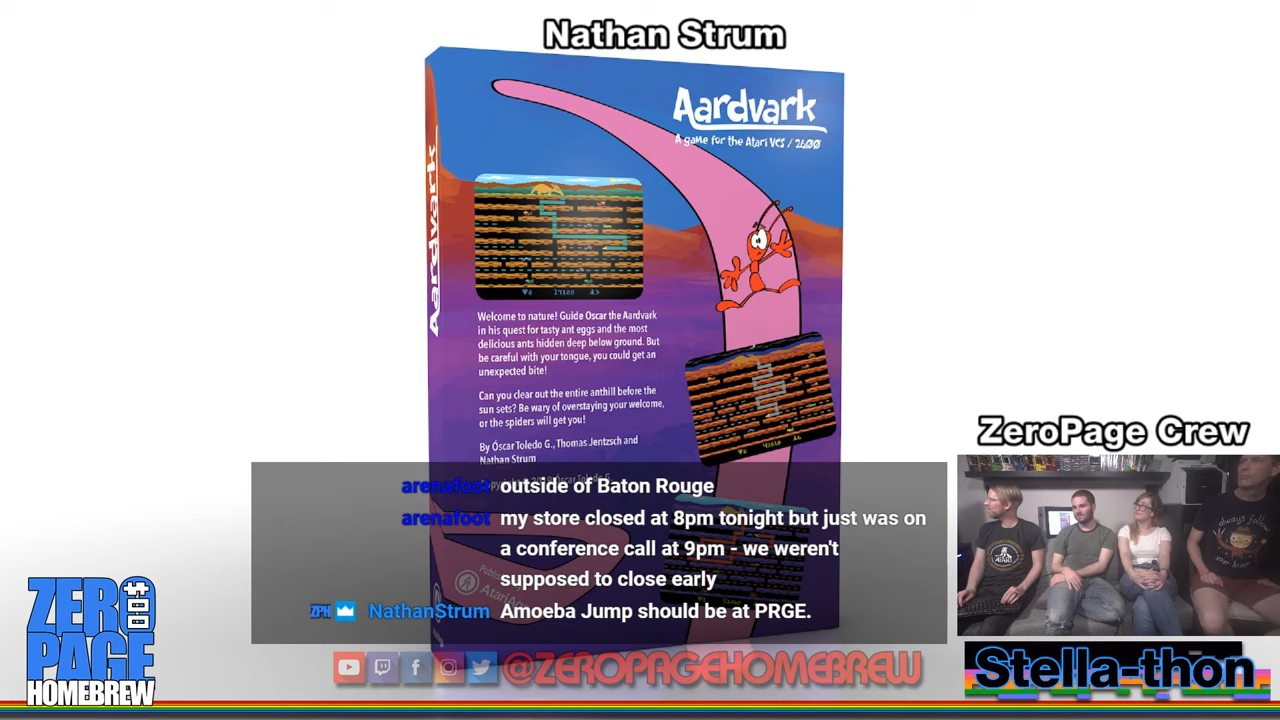 Nathan Strum
Aardvark
A game for the Atari VCS / 2600
Aardvark
Welcome to nature! Guide Oscar the Aardvark
in his quest for tasty ant eggs and the most
delicious ants hidden deep below ground. But
be careful with your tongue, you could get an
unexpected bite!
Can you clear out the entire anthill before the
sun sets? Be wary of overstaying your welcome,
or the spiders will get you!
By Óscar Toledo G., Thomas Jentzsch and
Nathan Strum
ZeroPage Crew
arenafoot outside of Baton Rouge
arenafoot my store closed at 8pm tonight but just was on
a conference call at 9pm - we weren't
supposed to close early
ZPH NathanStrum Amoeba Jump should be at PRGE.
always follow
ZERO
PAGE
HOMEBREW
@ZEROPAGEHOMEBREW
Stella-thon